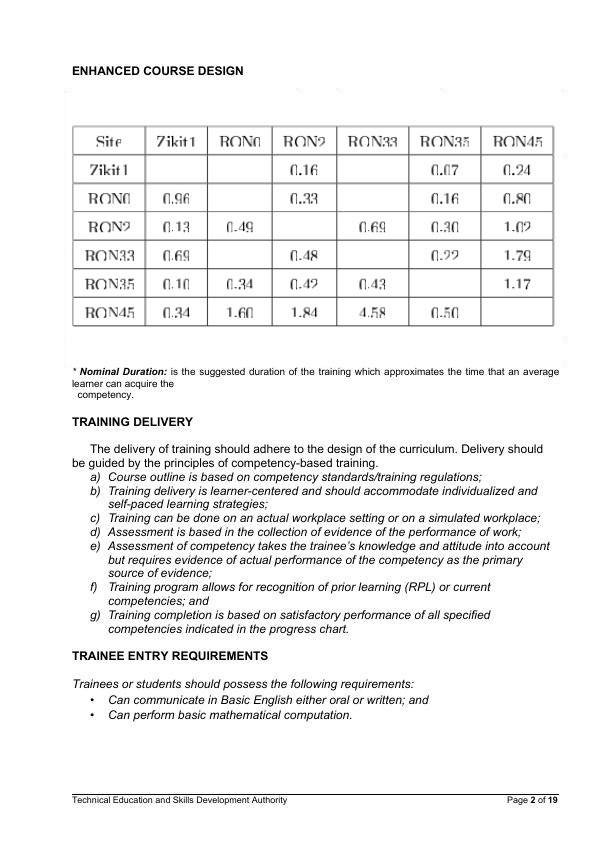 ENHANCED COURSE DESIGN
Site Zikit1 RON0 RON2 RON33 RON35 RON45
Zikit1 0.16 0.07 0.24
RON0 0.96 0.33 0.16 0.80
RON2 0.13 0.49 0.69 0.30 1.02
RON33 0.69 0.48 0.22 1.79
RON35 0.10 0.34 0.42 0.43 1.17
RON45 0.34 1.60 1.84 4.58 0.50
* Nominal Duration: is the suggested duration of the training which approximates the time that an average
learner can acquire the
competency.
TRAINING DELIVERY
The delivery of training should adhere to the design of the curriculum. Delivery should
be guided by the principles of competency-based training.
a) Course outline is based on competency standards/training regulations;
b) Training delivery is learner-centered and should accommodate individualized and
self-paced learning strategies;
c) Training can be done on an actual workplace setting or on a simulated workplace;
d) Assessment is based in the collection of evidence of the performance of work;
e) Assessment of competency takes the trainee's knowledge and attitude into account
but requires evidence of actual performance of the competency as the primary
source of evidence;
f) Training program allows for recognition of prior learning (RPL) or current
competencies; and
g) Training completion is based on satisfactory performance of all specified
competencies indicated in the progress chart.
TRAINEE ENTRY REQUIREMENTS
Trainees or students should possess the following requirements:
• Can communicate in Basic English either oral or written; and
• Can perform basic mathematical computation.
Technical Education and Skills Development Authority Page 2 of 19